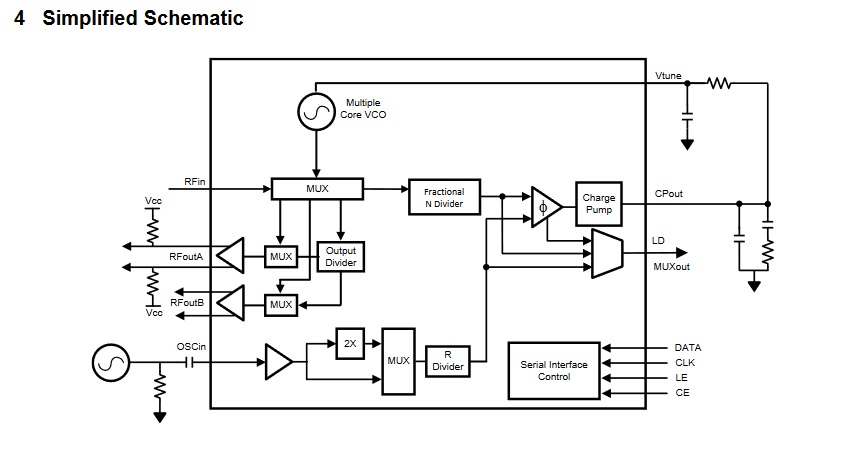 4 Simplified Schematic
Vtune
Multiple
Core VCO
RFin
MUX
Fractional
N Divider
ϕ
Charge
Pump
CPout
Vcc
RFoutA
MUX
Output
Divider
LD
MUXout
RFoutB
MUX
Vcc
OSCin
2X
MUX
R
Divider
Serial Interface
Control
DATA
CLK
LE
CE